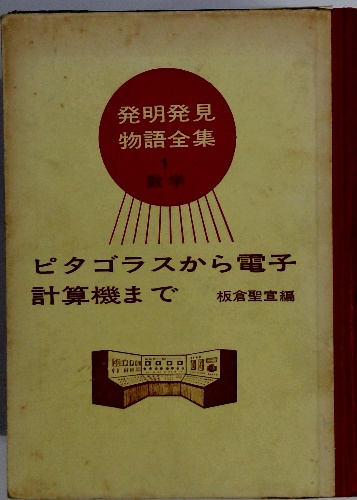 発明発見
物語全集
1
数学
ピタゴラスから電子
計算機まで
板倉聖宣編